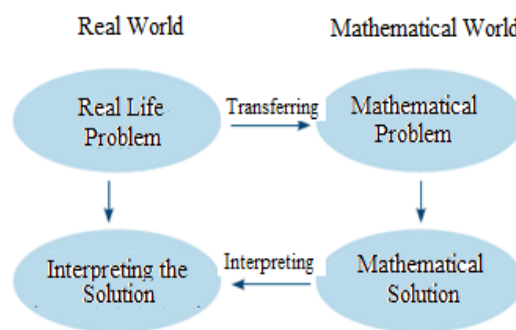 Real World
Mathematical World
Real Life
Problem
Transferring
Mathematical
Problem
Interpreting the
Solution
Interpreting
Mathematical
Solution